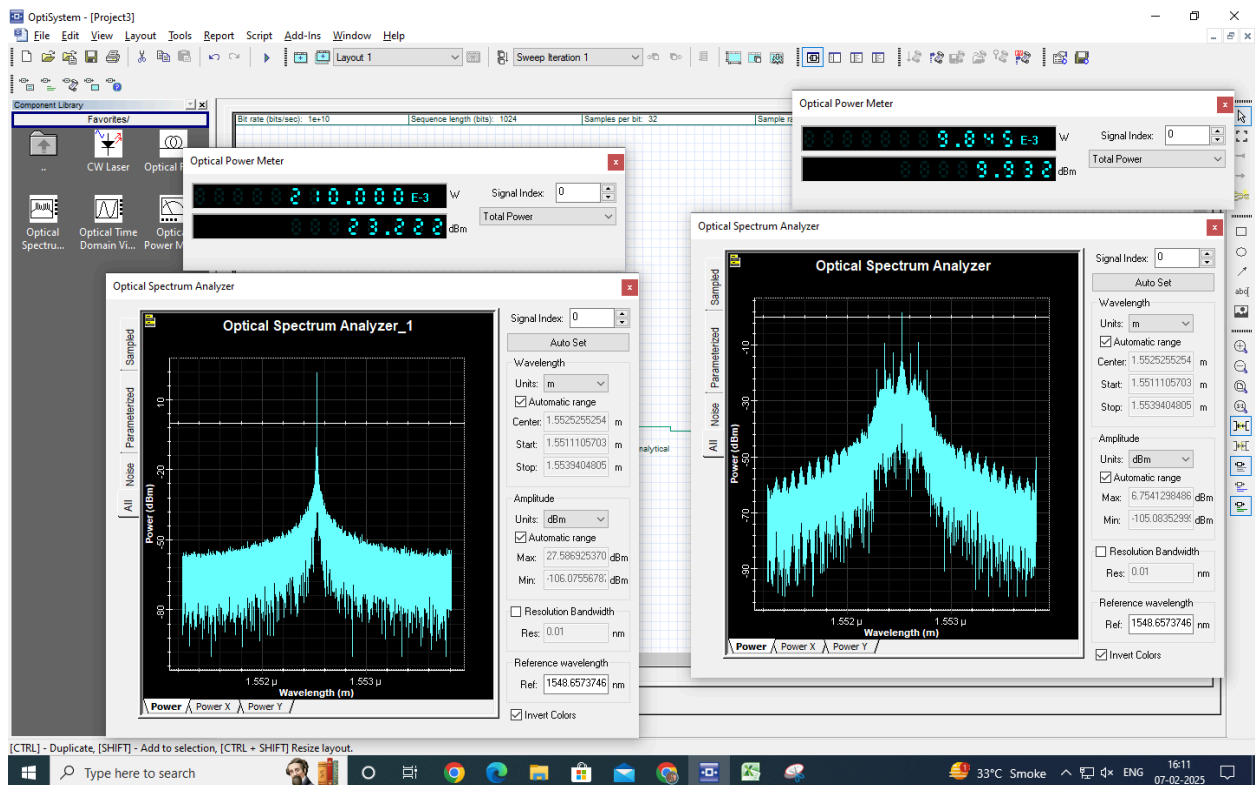 OptiSystem - [Project3]
File Edit View Layout Tools Report Script Add-Ins Window Help
Layout 1
Sweep Iteration 1
Component Library
Favorites/
..
CW Laser
Optical
Optical Spectru...
Optical Time Domain Vi...
Power M
Bit rate (bits/sec): 1e+10
Sequence length (bits): 1024
Samples per bit: 32
Optical Power Meter
210.000 E-3 W
23.222 dBm
Signal Index: 0
Total Power
Optical Power Meter
9.845 E-3 W
9.932 dBm
Signal Index: 0
Total Power
Optical Spectrum Analyzer
Optical Spectrum Analyzer_1
Sampled
Parameterized
Noise
All
Power (dBm)
10
-20
-50
-80
1.552 µ
1.553 µ
Wavelength (m)
Power
Power X
Power Y
Signal Index: 0
Auto Set
Wavelength
Units: m
Automatic range
Center: 1.5525255254 m
Start: 1.5511105703 m
Stop: 1.5539404805 m
Amplitude
Units: dBm
Automatic range
Max: 27.586925370 dBm
Min: -106.0755678 dBm
Resolution Bandwidth
Res: 0.01 nm
Reference wavelength
Ref: 1548.6573746 nm
Invert Colors
Optical Spectrum Analyzer
Optical Spectrum Analyzer
Sampled
Parameterized
Noise
All
Power (dBm)
-10
-30
-50
-70
-90
1.552 µ
1.553 µ
Wavelength (m)
Power
Power X
Power Y
Signal Index: 0
Auto Set
Wavelength
Units: m
Automatic range
Center: 1.5525255254 m
Start: 1.5511105703 m
Stop: 1.5539404805 m
Amplitude
Units: dBm
Automatic range
Max: 6.7541298486 dBm
Min: -105.0835299 dBm
Resolution Bandwidth
Res: 0.01 nm
Reference wavelength
Ref: 1548.6573746 nm
Invert Colors
nalytical
abc
[CTRL] - Duplicate, [SHIFT] - Add to selection, [CTRL + SHIFT] Resize layout.
Type here to search
33°C Smoke
ENG
16:11
07-02-2025